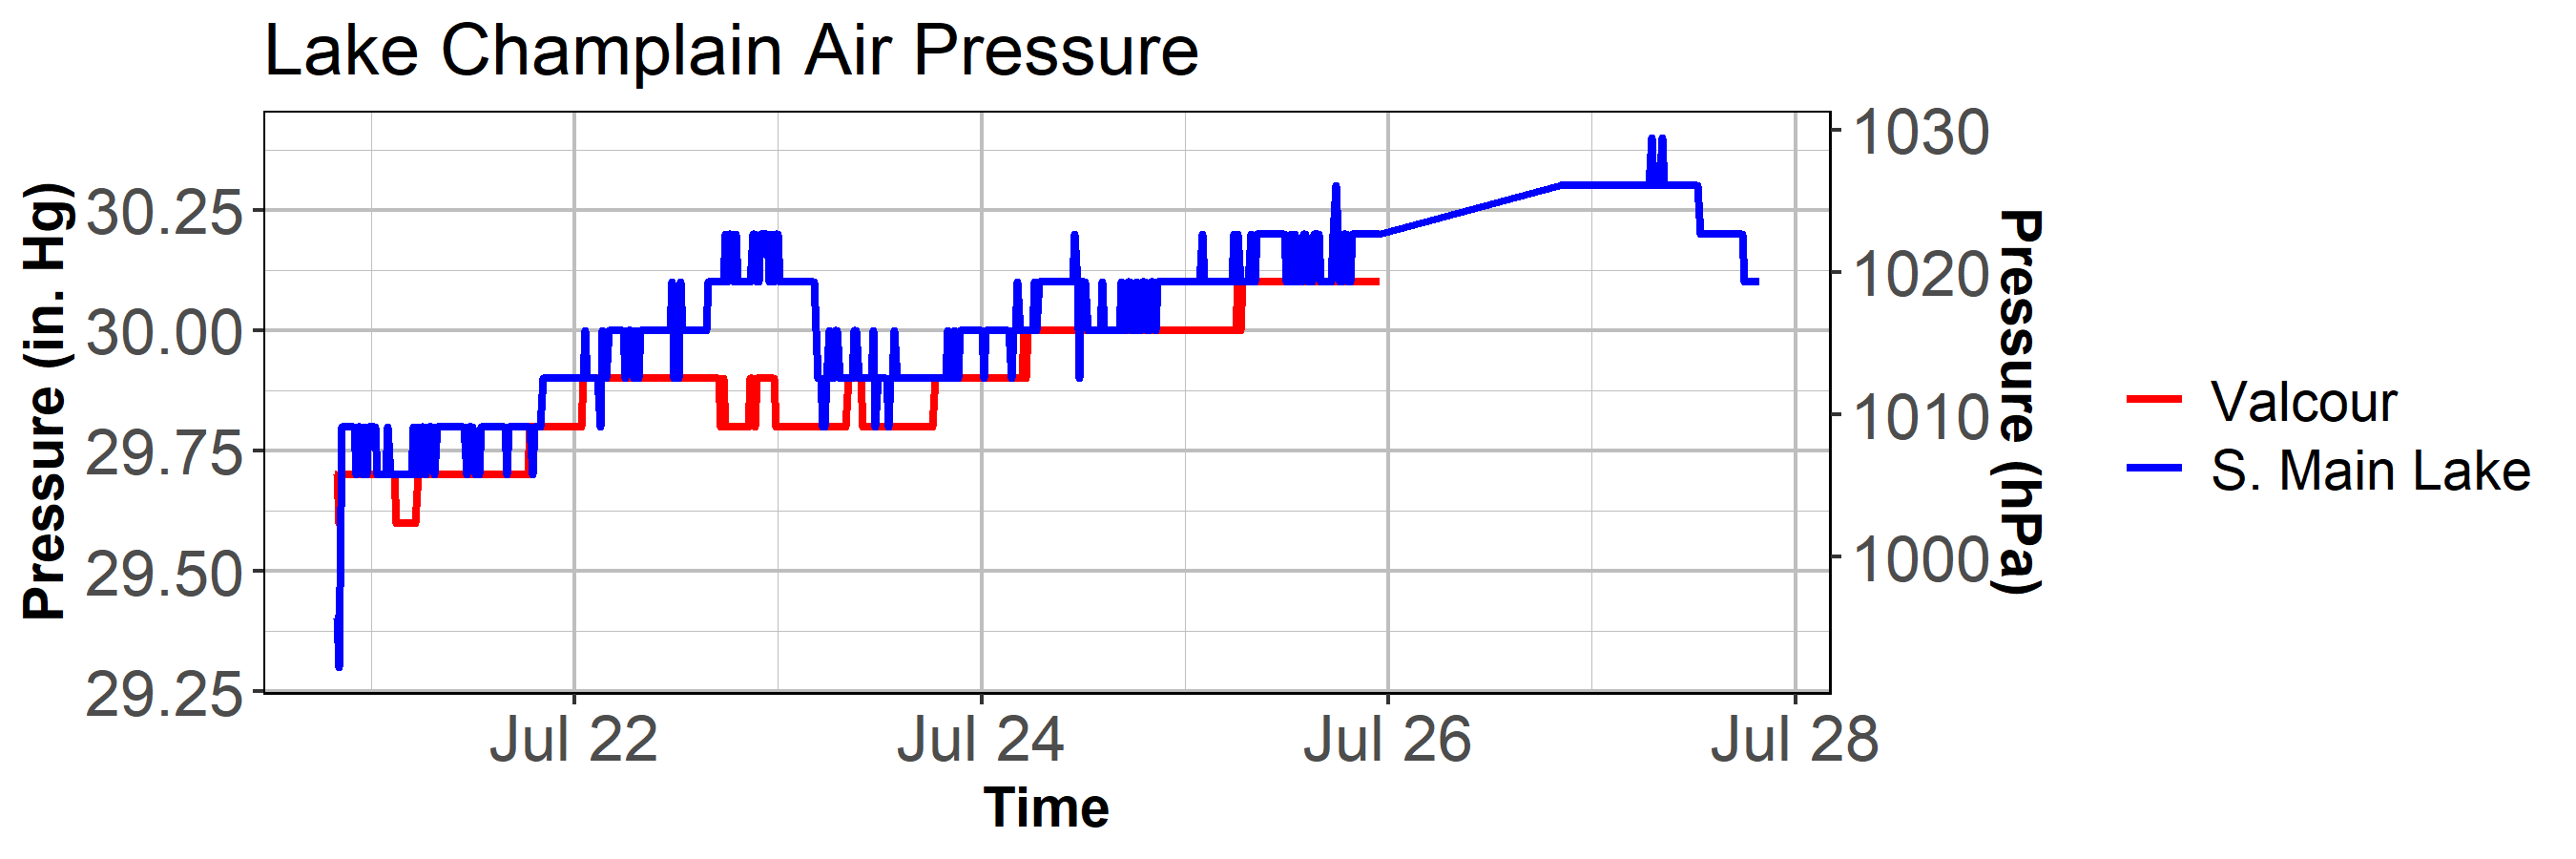 Lake Champlain Air Pressure
Pressure (in. Hg)
30.25
30.00
29.75
29.50
29.25
1030
1020
1010
1000
Pressure (hPa)
Jul 22
Jul 24
Jul 26
Jul 28
Time
Valcour
S. Main Lake